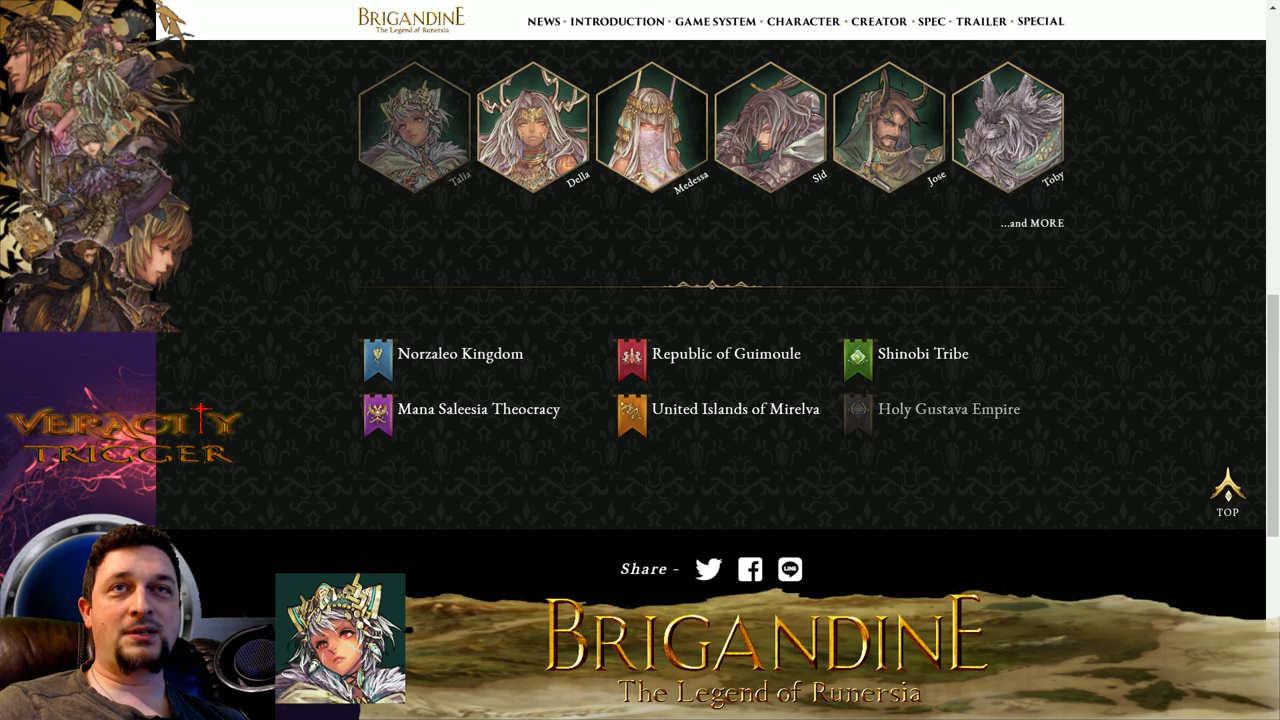 BRIGANDINE
The Legend of Runersia
NEWS • INTRODUCTION • GAME SYSTEM • CHARACTER • CREATOR • SPEC • TRAILER • SPECIAL
Talia
Della
Medessa
Sid
Jose
Toby
...and MORE
Norzaleo Kingdom
Republic of Guimoule
Shinobi Tribe
Mana Saleesia Theocracy
United Islands of Mirelva
Holy Gustava Empire
VERACITY
TRIGGER
TOP
Share -
LINE
BRIGANDINE
The Legend of Runersia